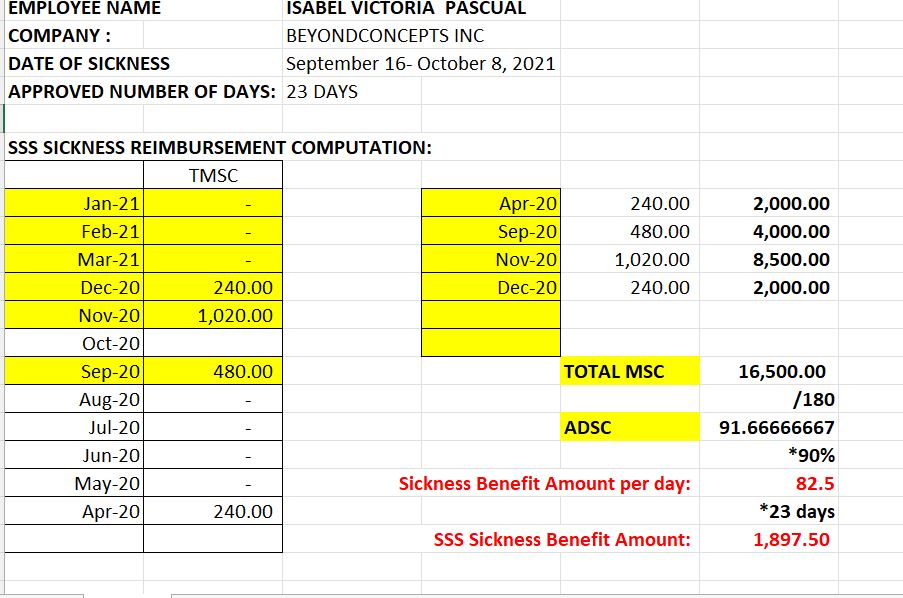 EMPLOYEE NAME ISABEL VICTORIA PASCUAL
COMPANY : BEYONDCONCEPTS INC
DATE OF SICKNESS September 16- October 8, 2021
APPROVED NUMBER OF DAYS: 23 DAYS
SSS SICKNESS REIMBURSEMENT COMPUTATION:
TMSC
Jan-21 - Apr-20 240.00 2,000.00
Feb-21 - Sep-20 480.00 4,000.00
Mar-21 - Nov-20 1,020.00 8,500.00
Dec-20 240.00 Dec-20 240.00 2,000.00
Nov-20 1,020.00
Oct-20
Sep-20 480.00 TOTAL MSC 16,500.00
Aug-20 - /180
Jul-20 - ADSC 91.66666667
Jun-20 - *90%
May-20 - Sickness Benefit Amount per day: 82.5
Apr-20 240.00 *23 days
SSS Sickness Benefit Amount: 1,897.50